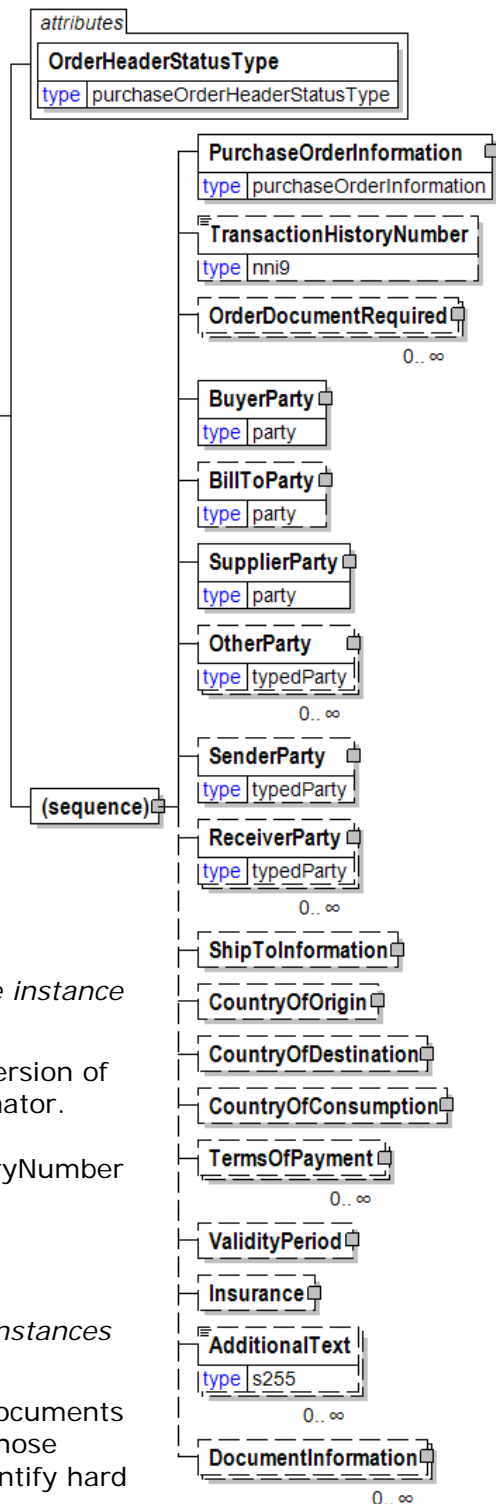 attributes
OrderHeaderStatusType
type purchaseOrderHeaderStatusType
PurchaseOrderInformation
type purchaseOrderInformation
TransactionHistoryNumber
type nni9
OrderDocumentRequired
0.. ∞
BuyerParty
type party
BillToParty
type party
SupplierParty
type party
OtherParty
type typedParty
0.. ∞
SenderParty
type typedParty
(sequence)
ReceiverParty
type typedParty
0.. ∞
ShipToInformation
CountryOfOrigin
CountryOfDestination
CountryOfConsumption
TermsOfPayment
0.. ∞
ValidityPeriod
Insurance
AdditionalText
type s255
0.. ∞
DocumentInformation
0.. ∞
instance
ersion of
nator.
ryNumber
nstances
ocuments
hose
ntify hard